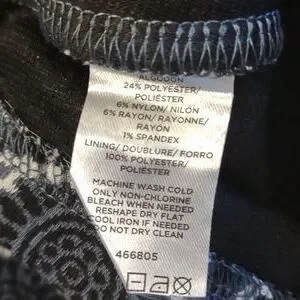 ALGODON
24% POLYESTER/
POLIÉSTER
6% NYLON/ NILÓN
6% RAYON/ RAYONNE/
RAYÓN
1% SPANDEX
LINING/ DOUBLURE/ FORRO
100% POLYESTER/
POLIÉSTER
MACHINE WASH COLD
ONLY NON-CHLORINE
BLEACH WHEN NEEDED
RESHAPE DRY FLAT
COOL IRON IF NEEDED
DO NOT DRY CLEAN
466805